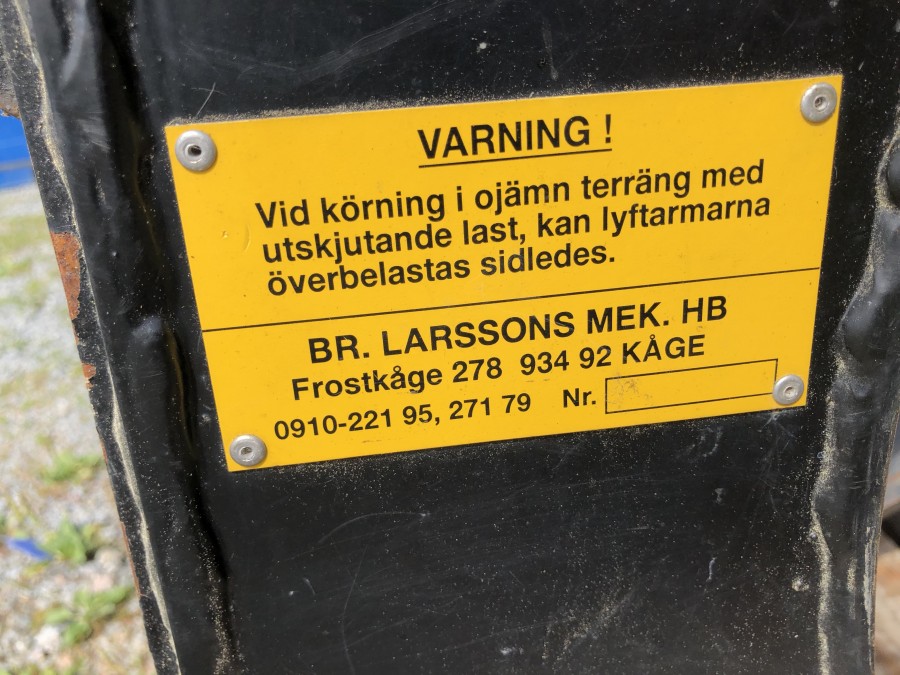 VARNING !
Vid körning i ojämn terräng med
utskjutande last, kan lyftarmarna
överbelastas sidledes.
BR. LARSSONS MEK. HB
Frostkåge 278 934 92 KÅGE
0910-221 95, 271 79 Nr.